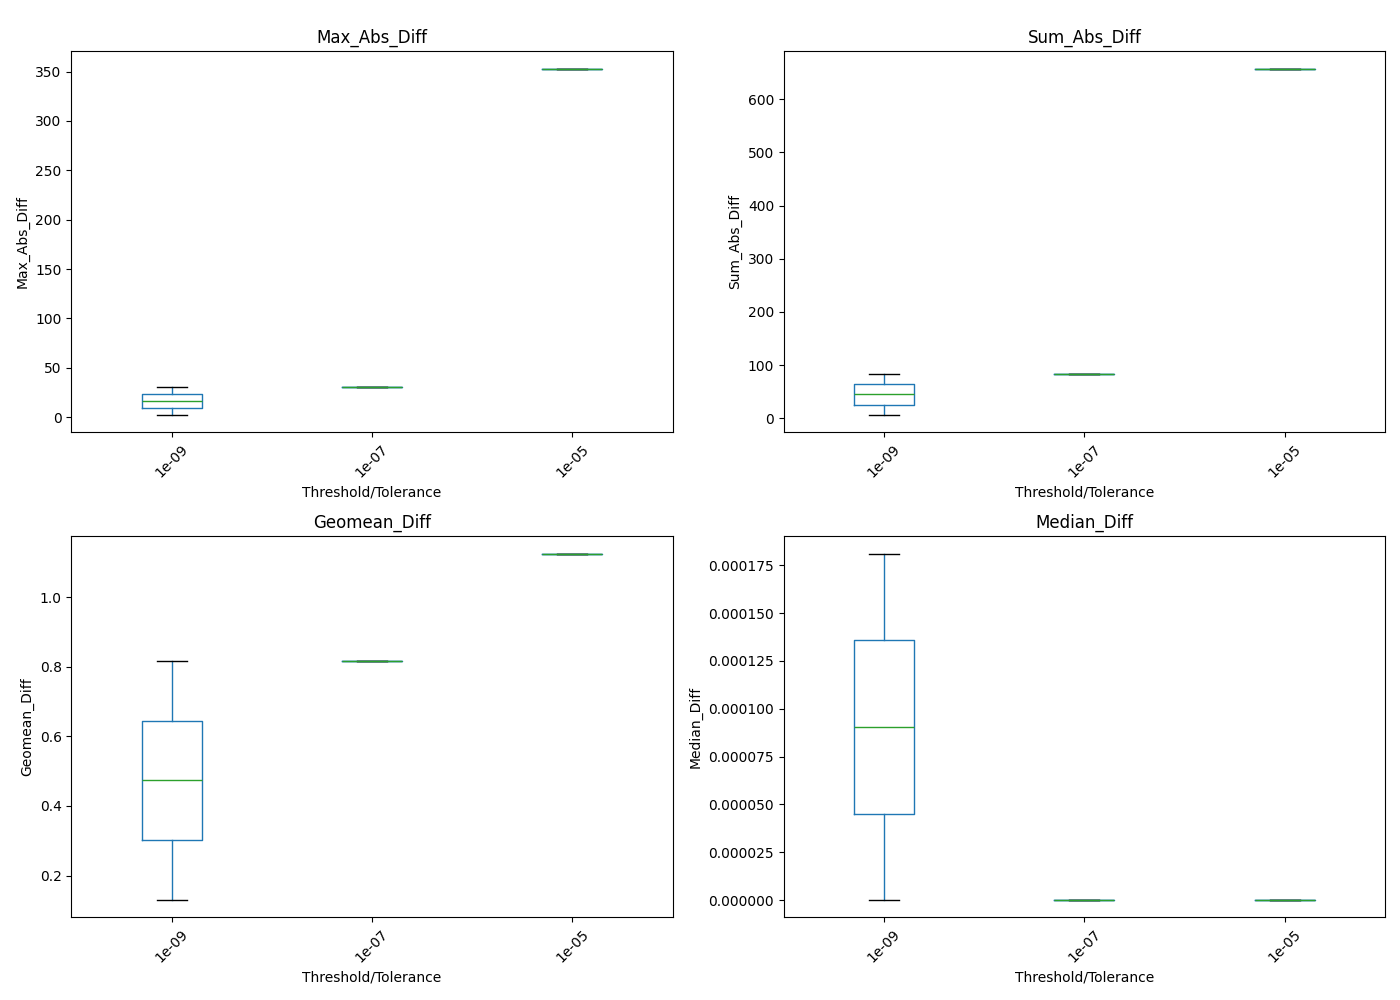 Max_Abs_Diff
Max_Abs_Diff
350
300
250
200
150
100
50
0
1e-09
1e-07
1e-05
Threshold/Tolerance
Sum_Abs_Diff
Sum_Abs_Diff
600
500
400
300
200
100
0
1e-09
1e-07
1e-05
Threshold/Tolerance
Geomean_Diff
Geomean_Diff
1.0
0.8
0.6
0.4
0.2
1e-09
1e-07
1e-05
Threshold/Tolerance
Median_Diff
Median_Diff
0.000175
0.000150
0.000125
0.000100
0.000075
0.000050
0.000025
0.000000
1e-09
1e-07
1e-05
Threshold/Tolerance